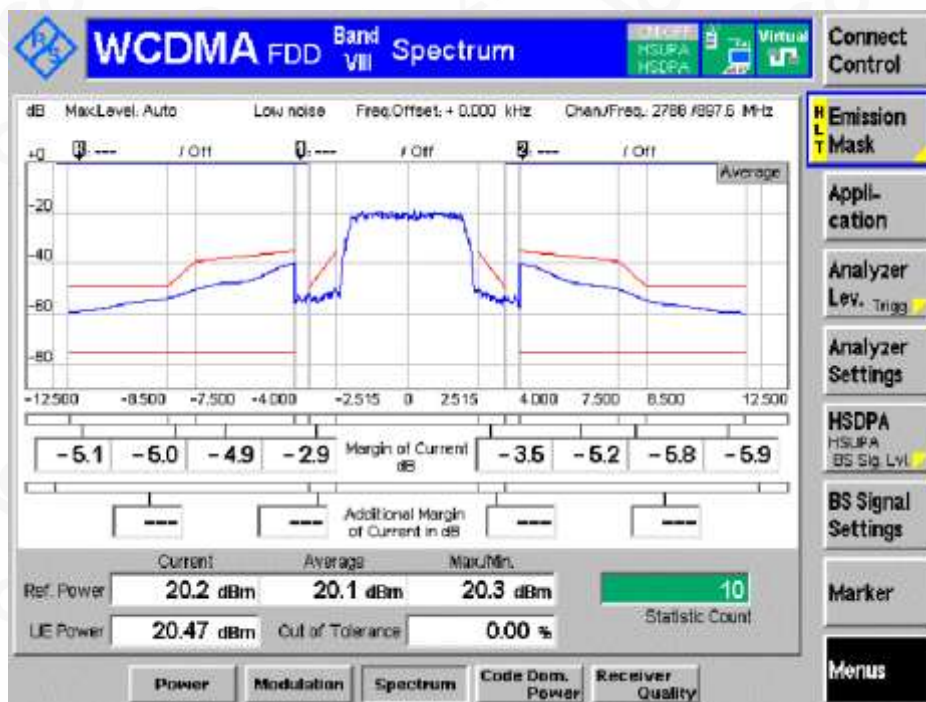 WCDMA FDD Band VIII Spectrum
HSUPA
HSDPA
Virtual
Connect Control
dB Max.Level: Auto Low noise Freq.Offset: + 0.000 kHz Chan./Freq.: 2788 /897.6 MHz
+0 --- / Off --- / Off 2: --- / Off
Average
-20
-40
-60
-80
-12.500 -8.500 -7.500 -4.000 -2.515 0 2.515 4.000 7.500 8.500 12.500
-5.1 -5.0 -4.9 -2.9 Margin of Current dB -3.5 -5.2 -5.8 -5.9
--- --- Additional Margin of Current in dB --- ---
Current Average Max./Min.
Ref. Power 20.2 dBm 20.1 dBm 20.3 dBm 10
Statistic Count
UE Power 20.47 dBm Out of Tolerance 0.00 %
Power Modulation Spectrum Code Dom. Power Receiver Quality
HLT
Emission Mask
Appli-
cation
Analyzer
Lev. Trigg
Analyzer
Settings
HSDPA
HSUPA
BS Sig. Lvl.
BS Signal
Settings
Marker
Menus